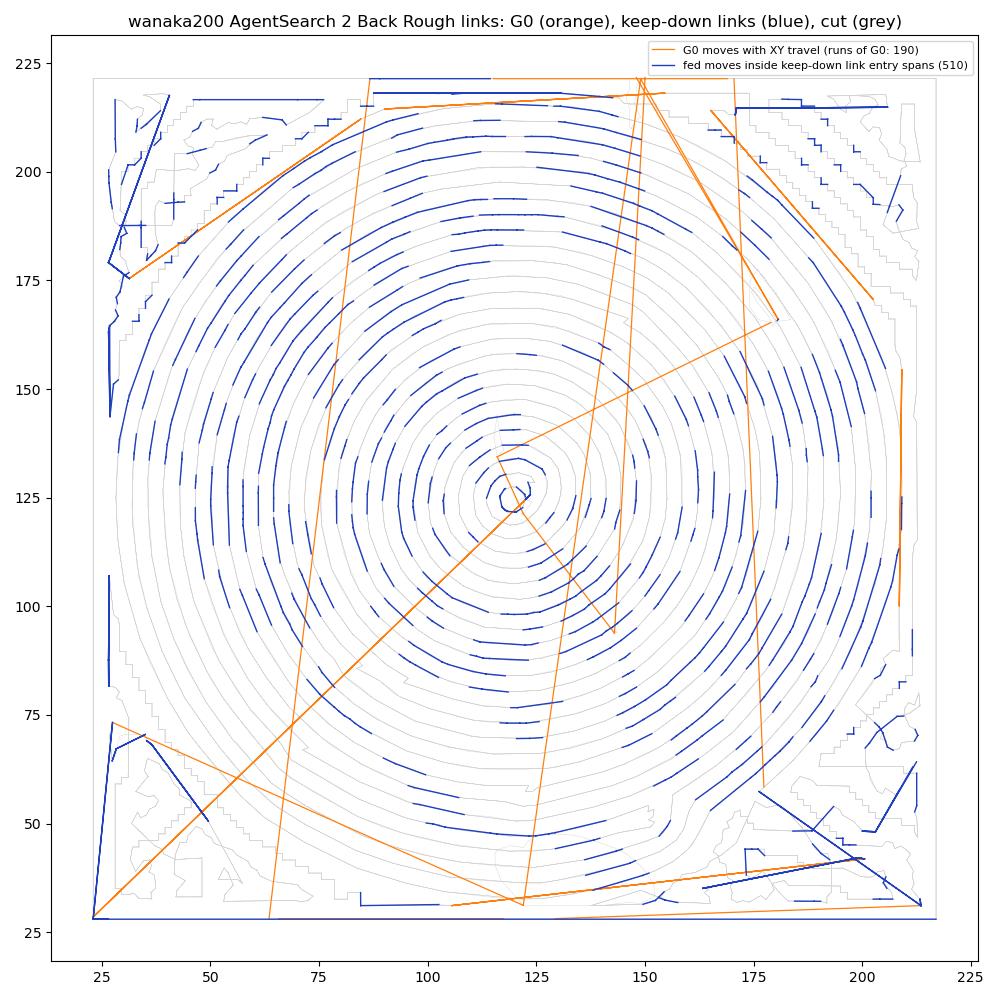 wanaka200 AgentSearch 2 Back Rough links: G0 (orange), keep-down links (blue), cut (grey)
G0 moves with XY travel (runs of G0: 190)
fed moves inside keep-down link entry spans (510)
225
200
175
150
125
100
75
50
25
25 50 75 100 125 150 175 200 225